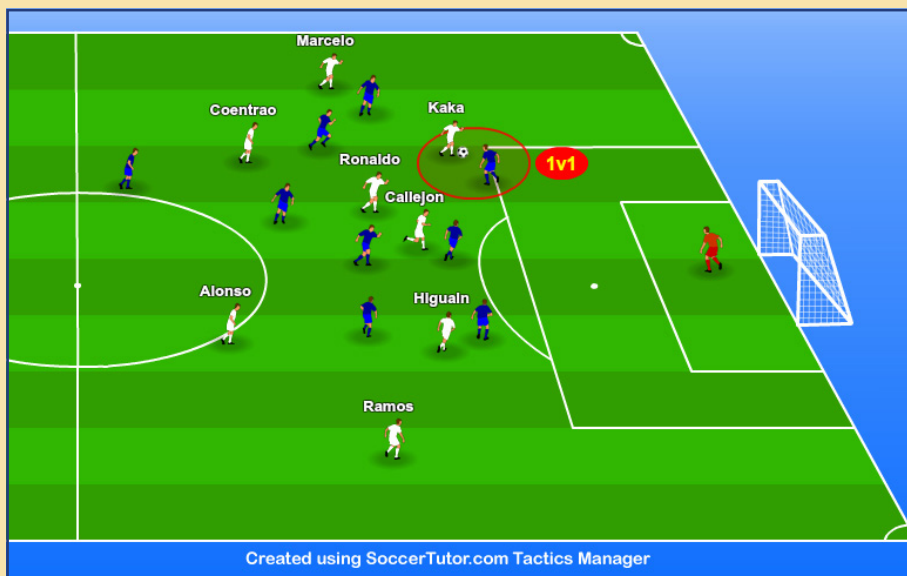 Marcelo
Coentrao
Kaka
Ronaldo
1v1
Callejon
Alonso
Higuain
Ramos
Created using SoccerTutor.com Tactics Manager